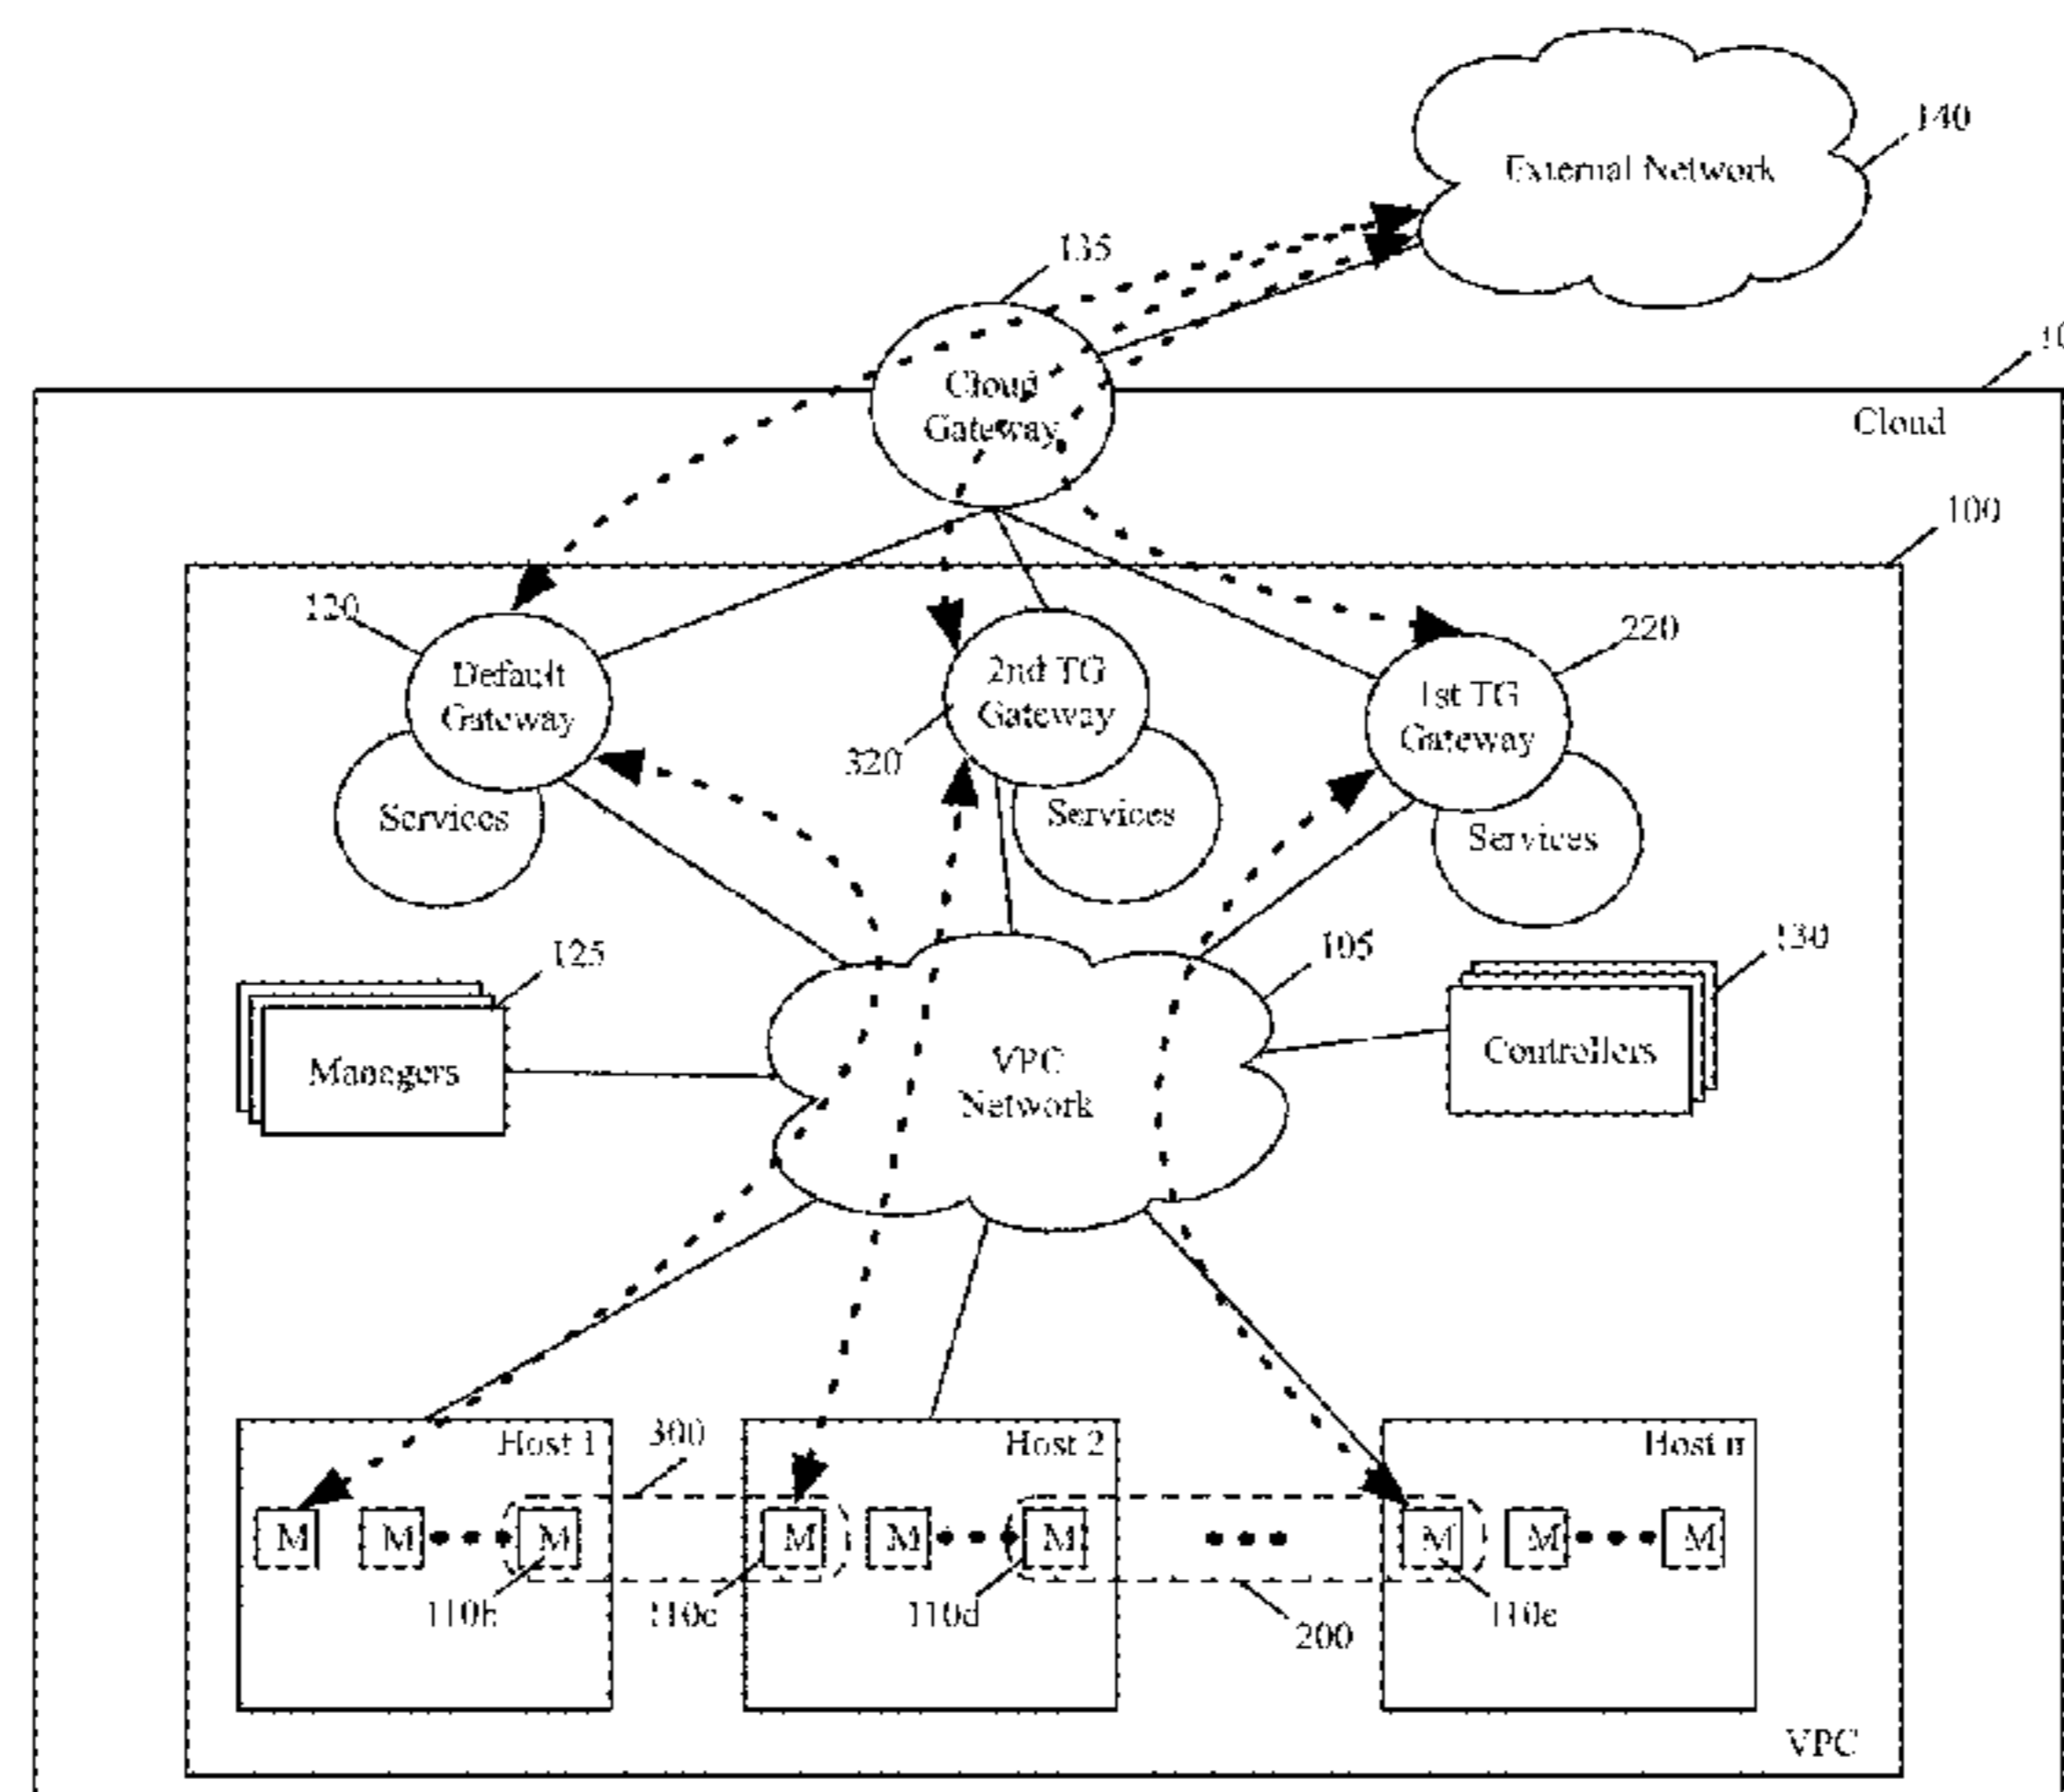 140
External Network
135
Cloud
Gateway
Cloud
100
120
220
Default
Gateway
2nd TG
Gateway
1st TG
Gateway
320
Services
Services
Services
125
105
130
Managers
VPC
Network
Controllers
Host 1
300
Host 2
Host n
M
M
M
M
M
M
M
M
M
110b
110c
110d
200
110e
VPC